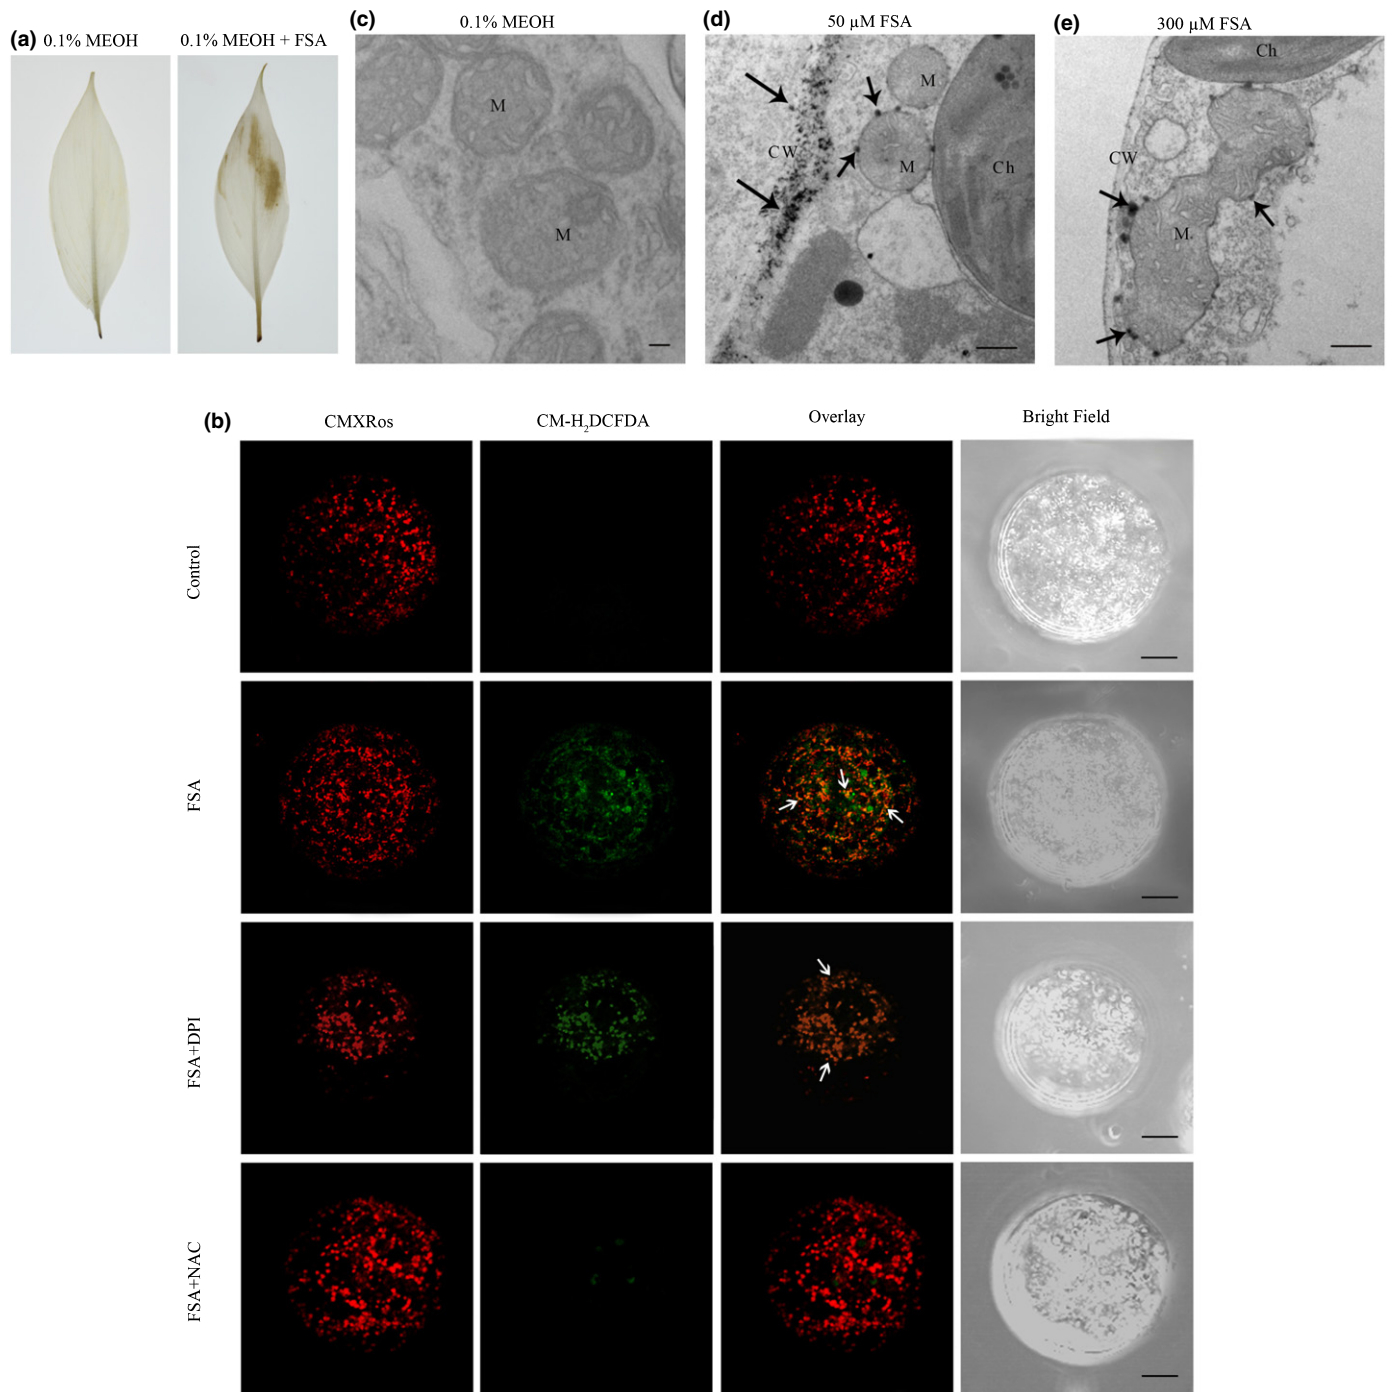 (a) 0.1% MEOH
0.1% MEOH + FSA
(c) 0.1% MEOH
M
M
(d) 50 µM FSA
M
CW
M
Ch
(e) 300 µM FSA
Ch
CW
M
(b)
CMXRos
CM-H₂DCFDA
Overlay
Bright Field
Control
FSA
FSA+DPI
FSA+NAC